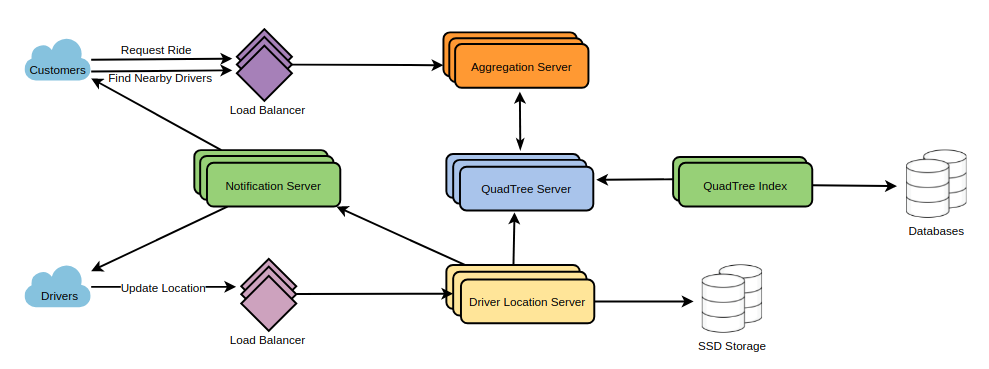 Request Ride
Customers
Find Nearby Drivers
Load Balancer
Aggregation Server
Notification Server
QuadTree Server
QuadTree Index
Databases
Drivers
Update Location
Load Balancer
Driver Location Server
SSD Storage